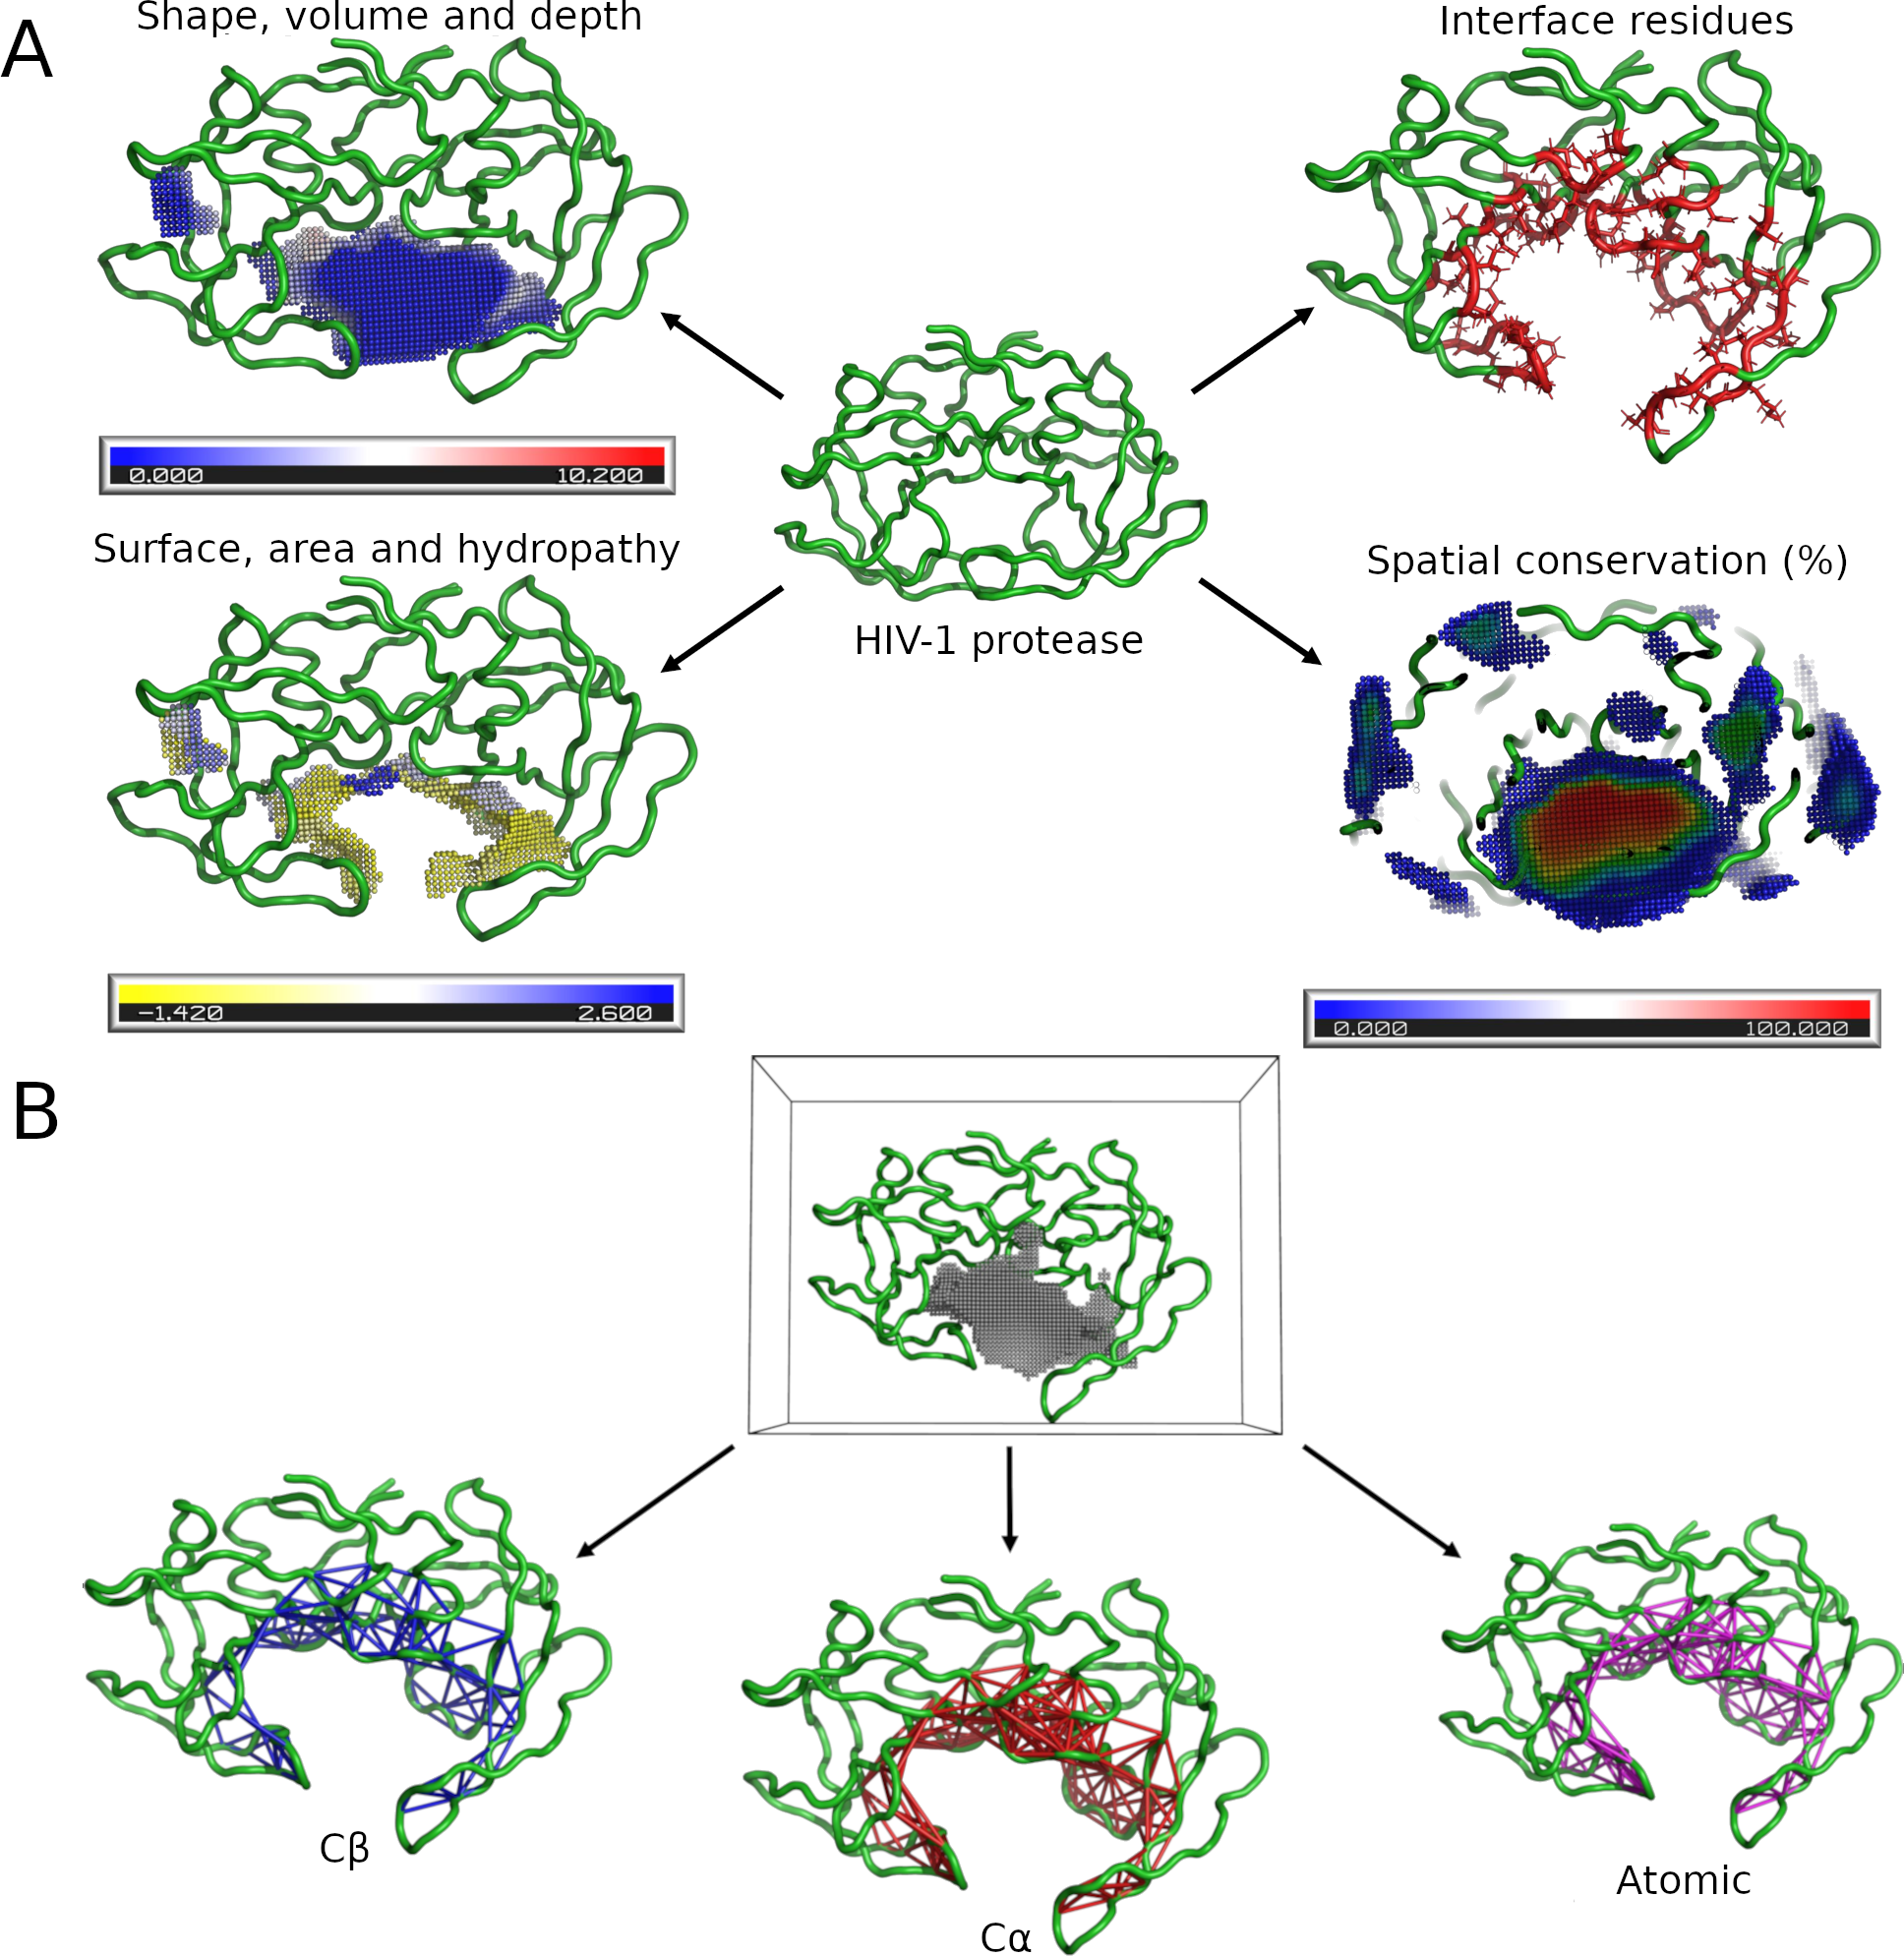 A
Shape, volume and depth
Interface residues
0.000 10.200
Surface, area and hydropathy
HIV-1 protease
Spatial conservation (%)
-1.420 2.600
0.000 100.000
B
Cβ
Cα
Atomic